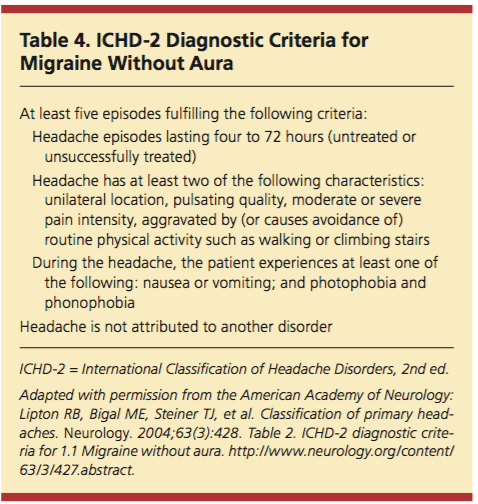 Table 4. ICHD-2 Diagnostic Criteria for
Migraine Without Aura
At least five episodes fulfilling the following criteria:
Headache episodes lasting four to 72 hours (untreated or
unsuccessfully treated)
Headache has at least two of the following characteristics:
unilateral location, pulsating quality, moderate or severe
pain intensity, aggravated by (or causes avoidance of)
routine physical activity such as walking or climbing stairs
During the headache, the patient experiences at least one of
the following: nausea or vomiting; and photophobia and
phonophobia
Headache is not attributed to another disorder
ICHD-2 = International Classification of Headache Disorders, 2nd ed.
Adapted with permission from the American Academy of Neurology:
Lipton RB, Bigal ME, Steiner TJ, et al. Classification of primary head-
aches. Neurology. 2004;63(3):428. Table 2. ICHD-2 diagnostic crite-
ria for 1.1 Migraine without aura. http://www.neurology.org/content/
63/3/427.abstract.